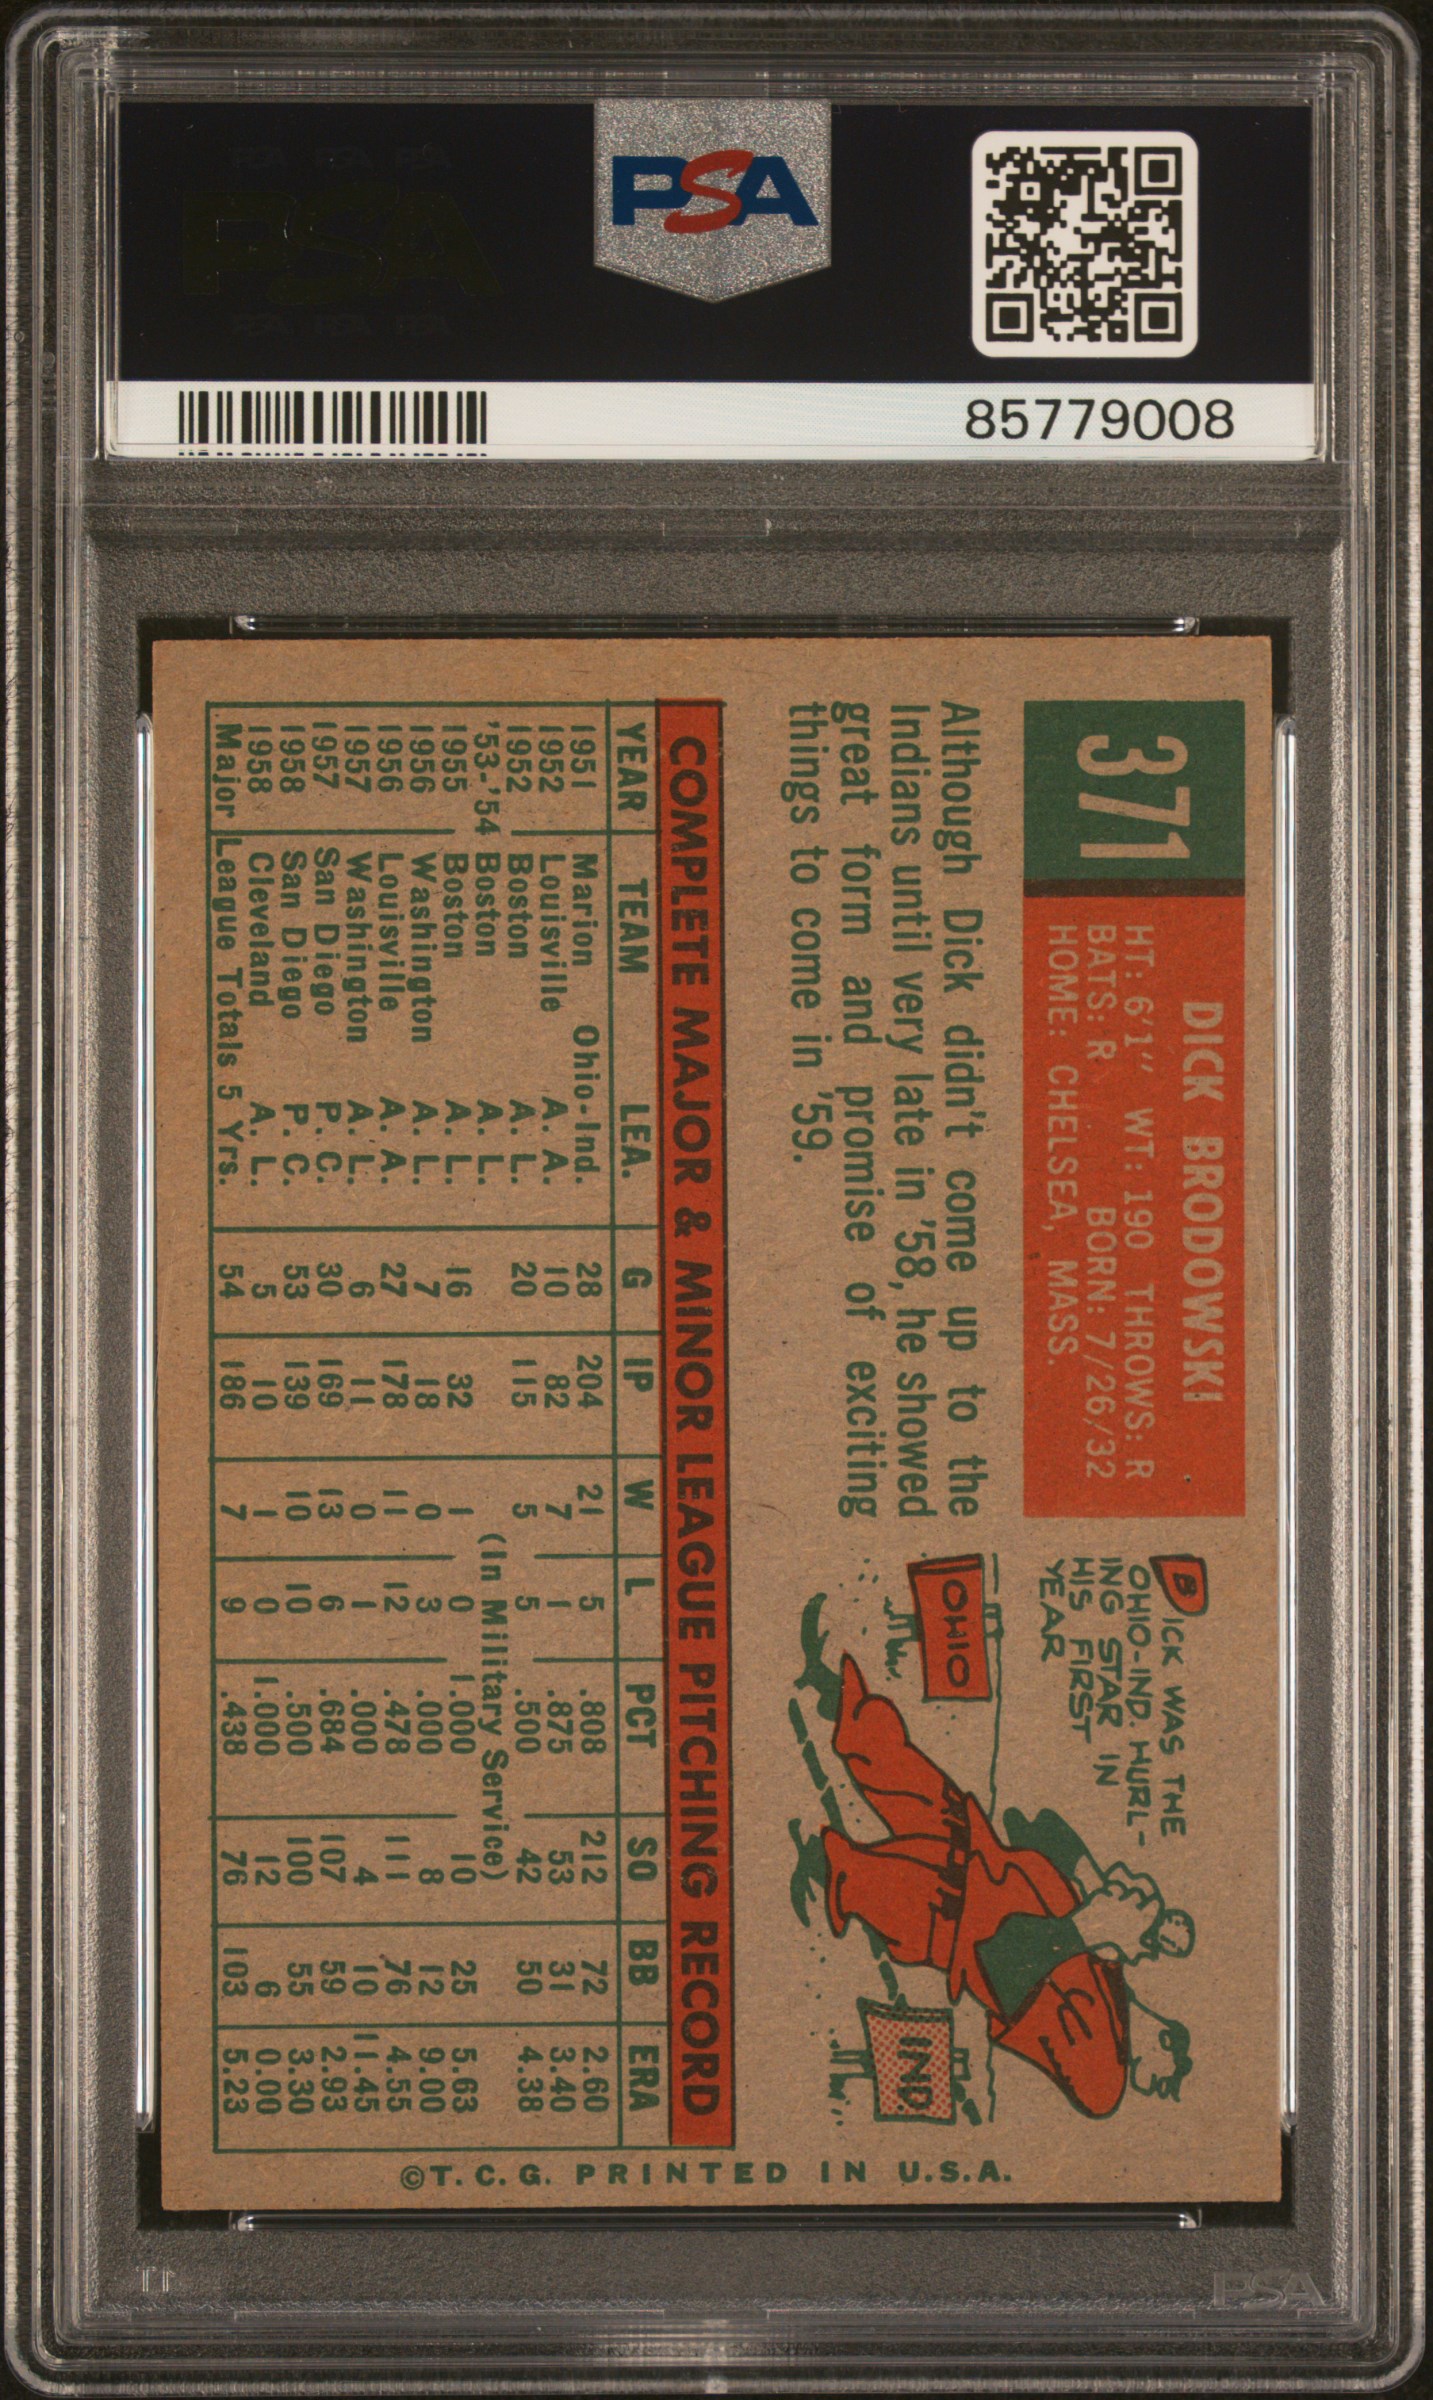 PSA
85779008
371
DICK BRODOWSKI
HT: 6'1" WT: 190 THROWS: R
BATS: R BORN: 7/26/32
HOME: CHELSEA, MASS.
Although Dick didn't come up to the
Indians until very late in '58, he showed
great form and promise of exciting
things to come in '59.
DICK WAS THE
OHIO-IND. HURL-
ING STAR IN
HIS FIRST
YEAR
OHIO
IND.
COMPLETE MAJOR & MINOR LEAGUE PITCHING RECORD
YEAR TEAM LEA. G IP W L PCT SO BB ERA
1951 Marion Ohio-Ind. 28 204 21 5 .808 212 72 2.60
1952 Louisville A. A. 10 82 7 1 .875 53 31 3.40
1952 Boston A. L. 20 115 5 5 .500 42 50 4.38
'53-'54 Boston A. L. (In Military Service)
1955 Boston A. L. 16 32 1 0 1.000 10 25 5.63
1956 Washington A. L. 7 18 0 3 .000 8 12 9.00
1956 Louisville A. A. 27 178 11 12 .478 111 76 4.55
1957 Washington A. L. 6 11 0 1 .000 4 10 11.45
1957 San Diego P. C. 30 169 13 6 .684 107 59 2.93
1958 San Diego P. C. 53 139 10 10 .500 100 55 3.30
1958 Cleveland A. L. 5 10 1 0 1.000 12 6 0.00
Major League Totals 5 Yrs. 54 186 7 9 .438 76 103 5.23
©T. C. G. PRINTED IN U.S.A.
PSA